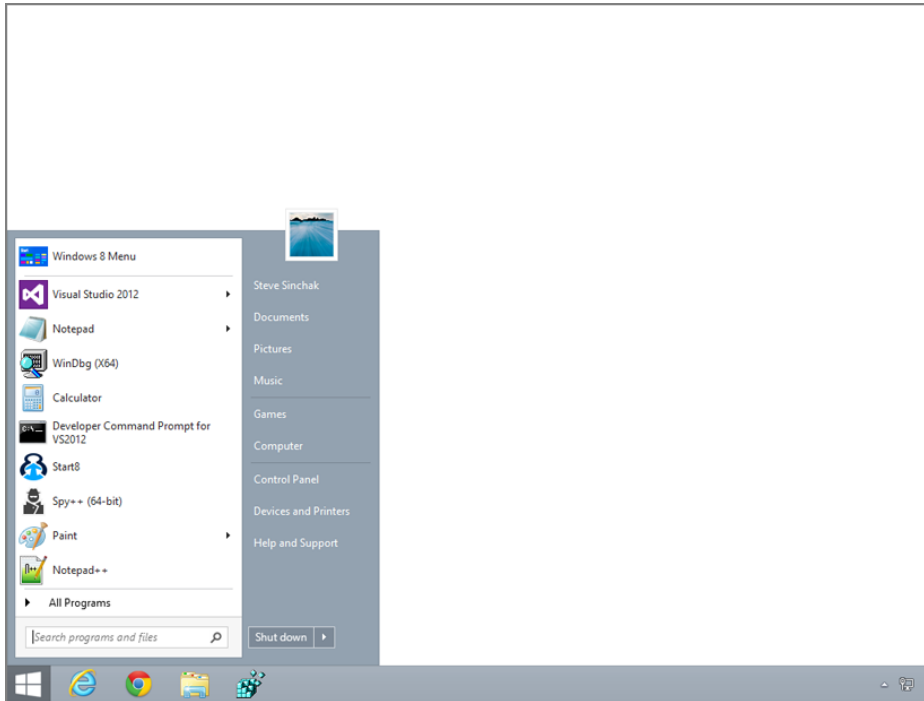 Windows 8 Menu
Visual Studio 2012
Notepad
WinDbg (X64)
Calculator
Developer Command Prompt for
VS2012
Start8
Spy++ (64-bit)
Paint
Notepad++
All Programs
Search programs and files
Steve Sinchak
Documents
Pictures
Music
Games
Computer
Control Panel
Devices and Printers
Help and Support
Shut down